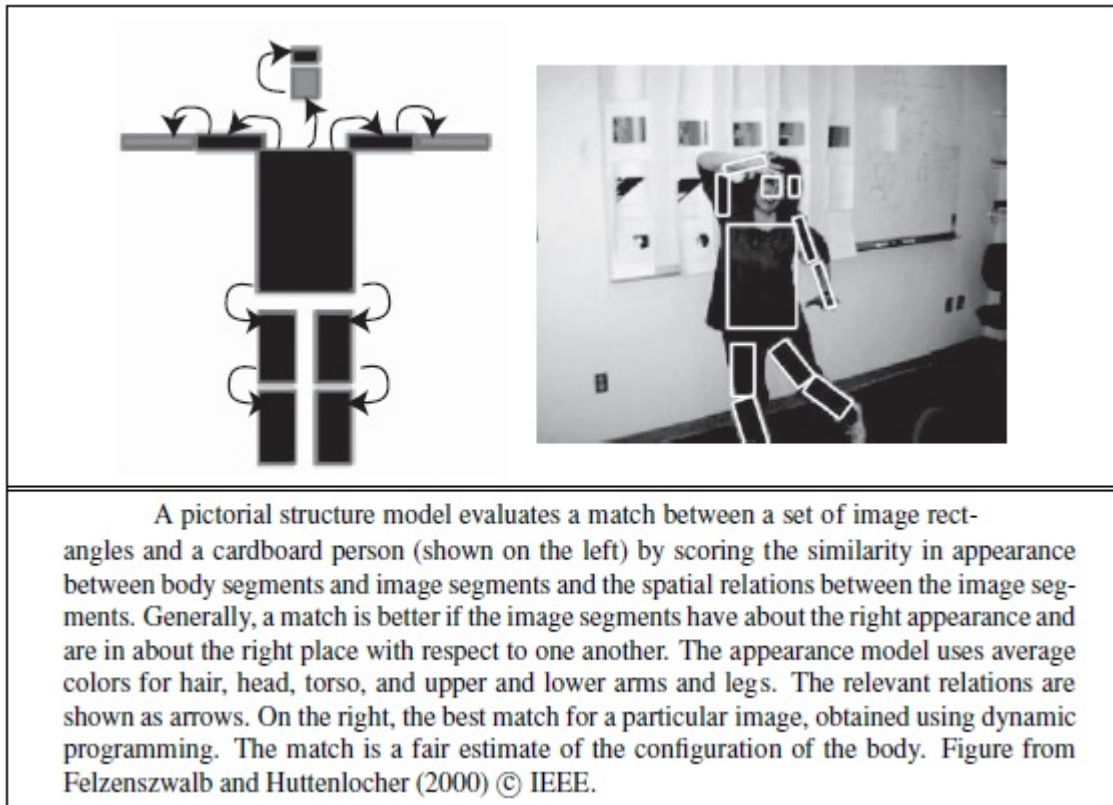 A pictorial structure model evaluates a match between a set of image rect-
angles and a cardboard person (shown on the left) by scoring the similarity in appearance
between body segments and image segments and the spatial relations between the image seg-
ments. Generally, a match is better if the image segments have about the right appearance and
are in about the right place with respect to one another. The appearance model uses average
colors for hair, head, torso, and upper and lower arms and legs. The relevant relations are
shown as arrows. On the right, the best match for a particular image, obtained using dynamic
programming. The match is a fair estimate of the configuration of the body. Figure from
Felzenszwalb and Huttenlocher (2000) © IEEE.